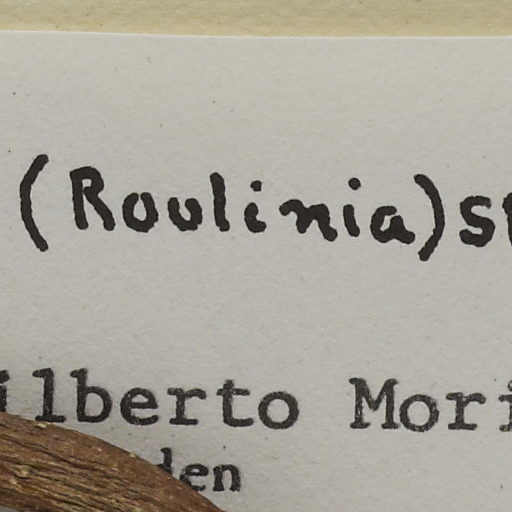 (Roulinia) s
ilberto Mori
den